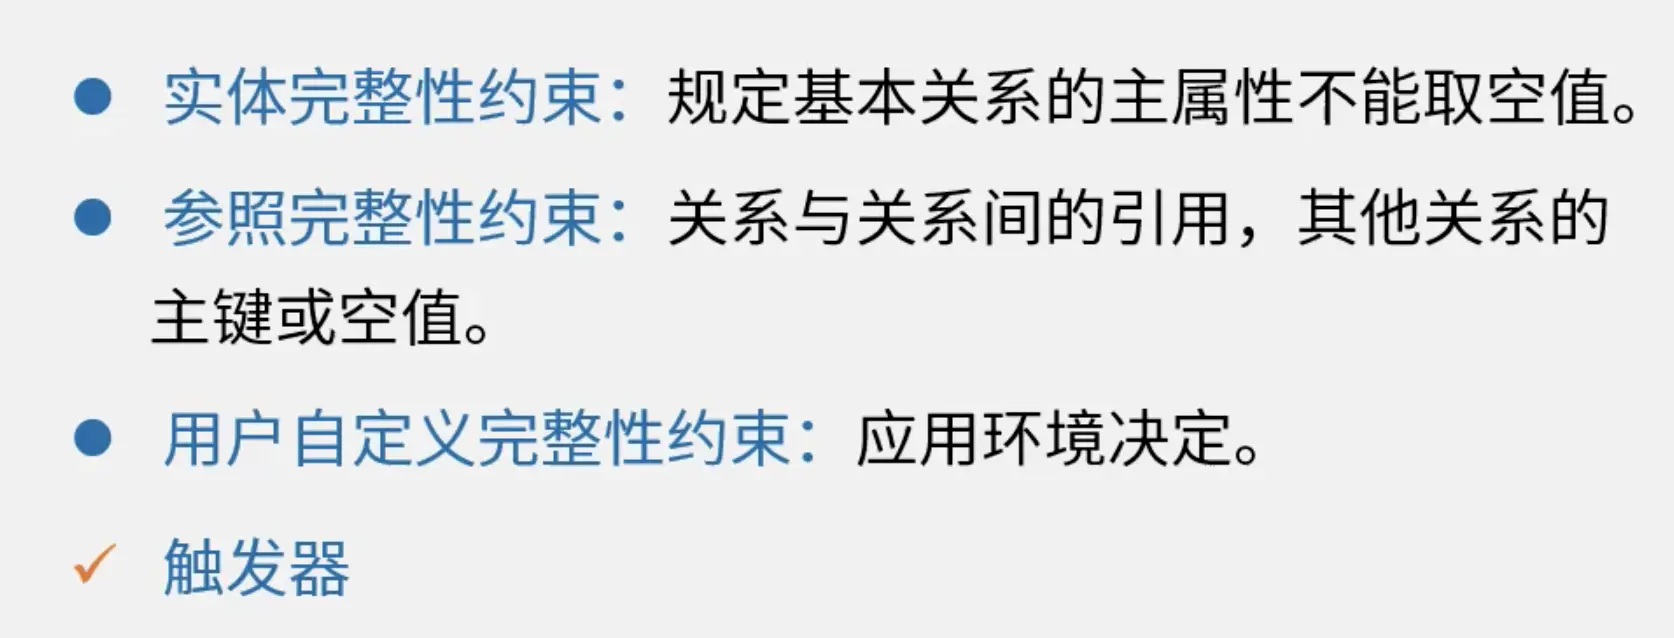 实体完整性约束：规定基本关系的主属性不能取空值。
参照完整性约束：关系与关系间的引用，其他关系的
主键或空值。
用户自定义完整性约束：应用环境决定。
触发器